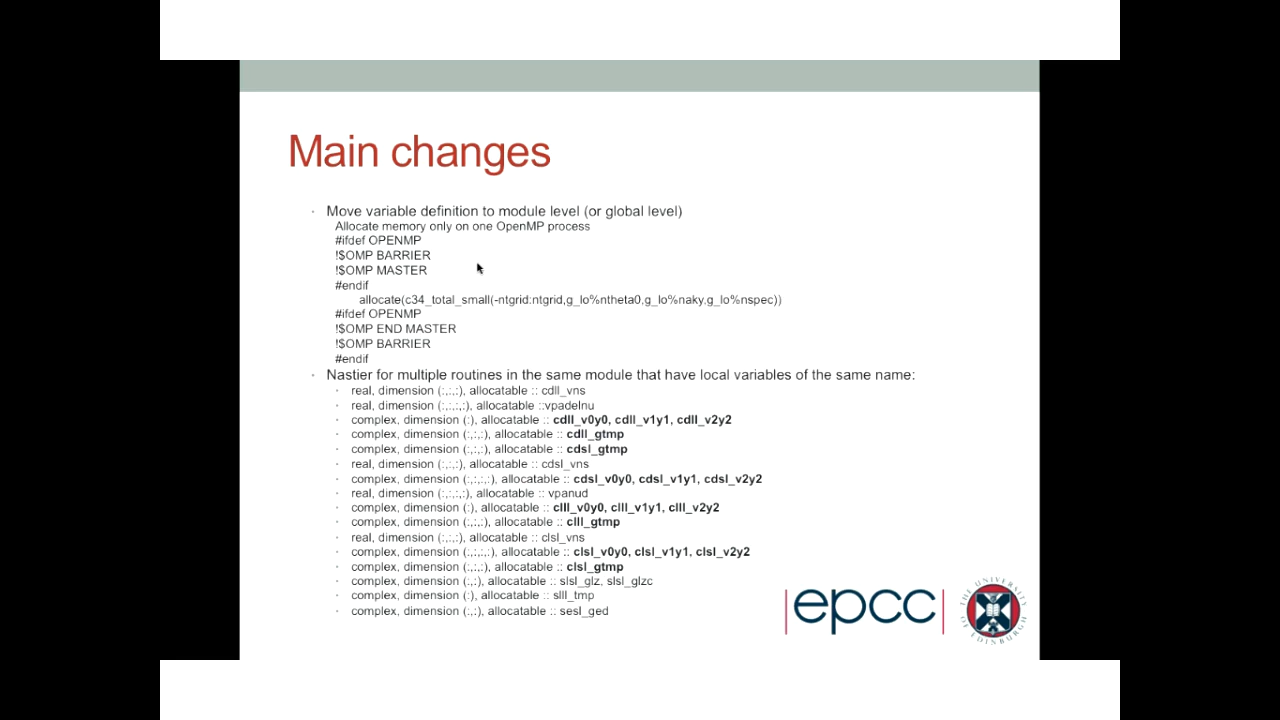 Main changes
Move variable definition to module level (or global level)
Allocate memory only on one OpenMP process
#ifdef OPENMP
!$OMP BARRIER
!$OMP MASTER
#endif
allocate(c34_total_small(-ntgrid:ntgrid,g_lo%ntheta0,g_lo%naky,g_lo%nspec))
#ifdef OPENMP
!$OMP END MASTER
!$OMP BARRIER
#endif
Nastier for multiple routines in the same module that have local variables of the same name:
real, dimension (:,:,:), allocatable :: cdll_vns
real, dimension (:,:,:,:), allocatable ::vpadelnu
complex, dimension (:), allocatable :: cdll_v0y0, cdll_v1y1, cdll_v2y2
complex, dimension (:,:,:), allocatable :: cdll_gtmp
complex, dimension (:,:,:), allocatable :: cdsl_gtmp
real, dimension (:,:,:), allocatable :: cdsl_vns
complex, dimension (:,:,:,:), allocatable :: cdsl_v0y0, cdsl_v1y1, cdsl_v2y2
real, dimension (:,:,:,:), allocatable :: vpanud
complex, dimension (:), allocatable :: clll_v0y0, clll_v1y1, clll_v2y2
complex, dimension (:,:,:), allocatable :: clll_gtmp
real, dimension (:,:,:), allocatable :: clsl_vns
complex, dimension (:,:,:,:), allocatable :: clsl_v0y0, clsl_v1y1, clsl_v2y2
complex, dimension (:,:,:), allocatable :: clsl_gtmp
complex, dimension (:,:), allocatable :: slsl_glz, slsl_glzc
complex, dimension (:), allocatable :: slll_tmp
complex, dimension (:,:), allocatable :: sesl_ged
|epcc|
THE UNIVERSITY OF EDINBURGH